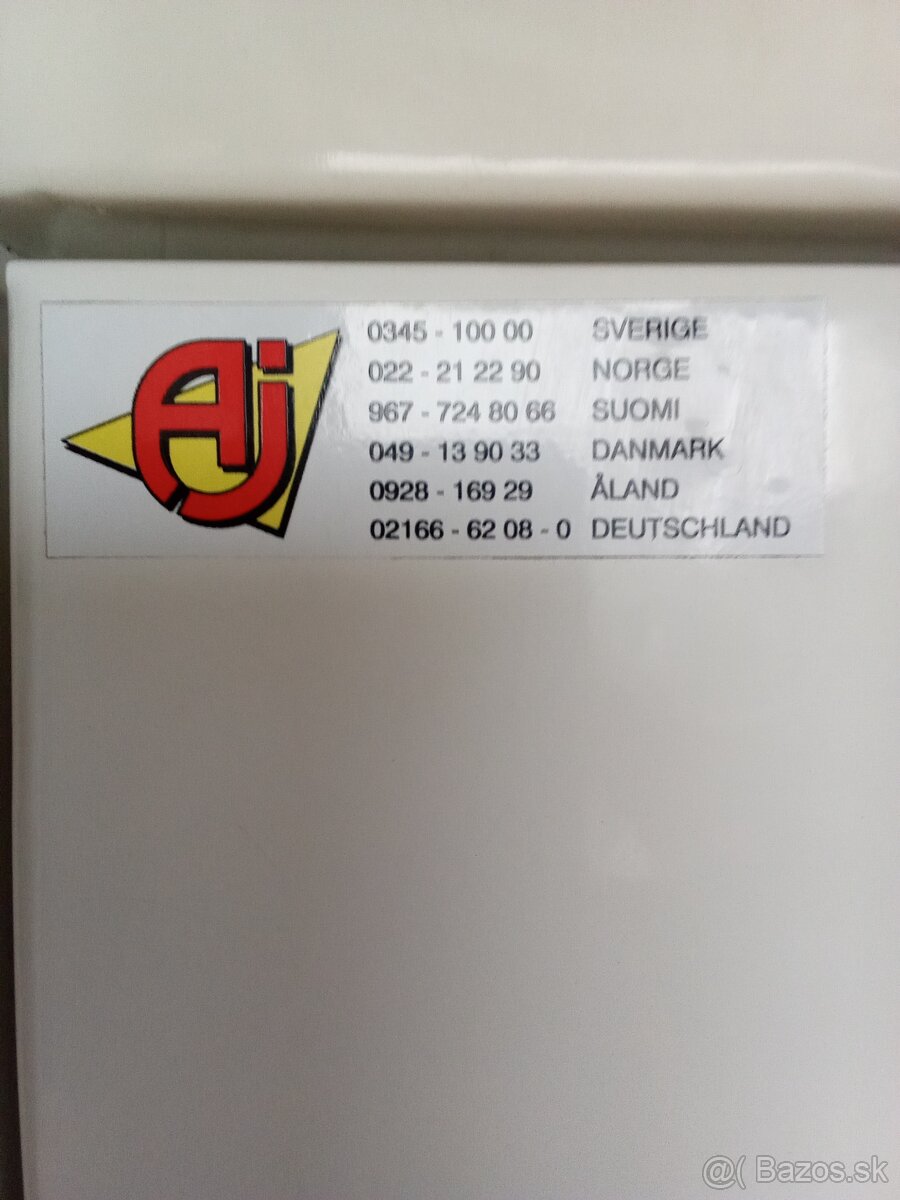 Aj
0345 - 100 00 SVERIGE
022 - 21 22 90 NORGE
967 - 724 80 66 SUOMI
049 - 13 90 33 DANMARK
0928 - 169 29 ÅLAND
02166 - 62 08 - 0 DEUTSCHLAND
@( Bazos.sk